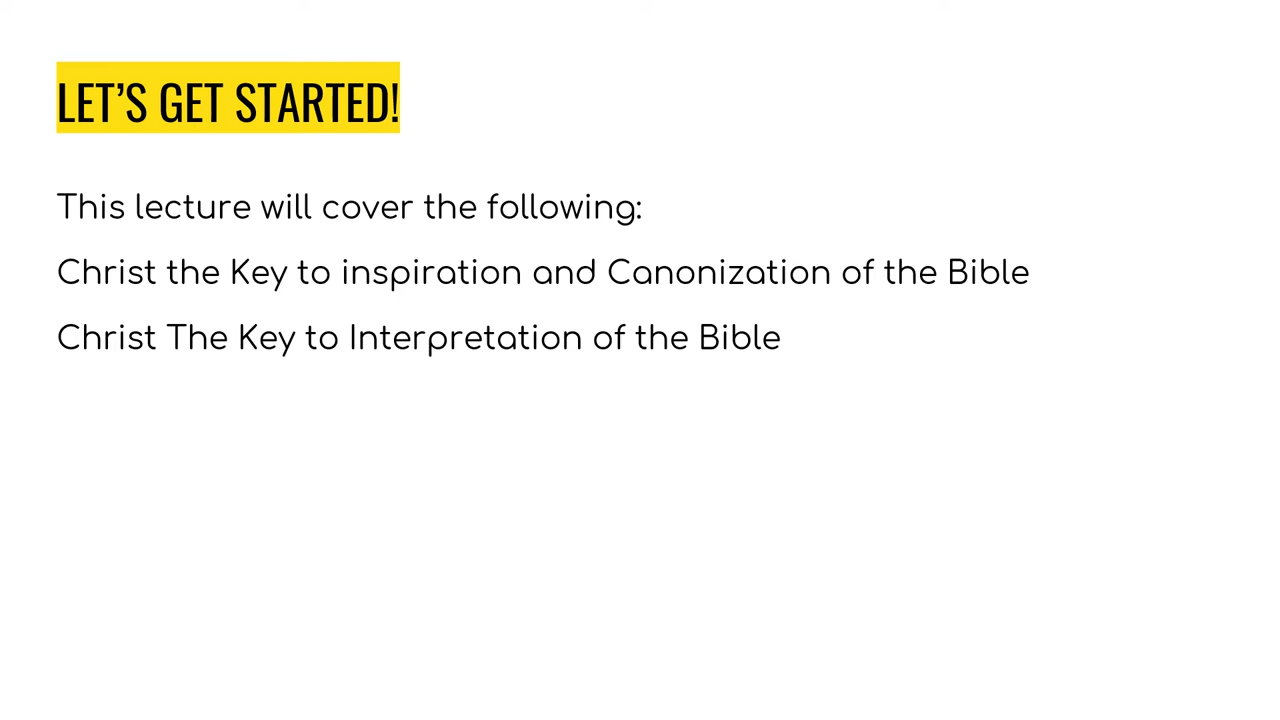 LET’S GET STARTED!
This lecture will cover the following:
Christ the Key to inspiration and Canonization of the Bible
Christ The Key to Interpretation of the Bible